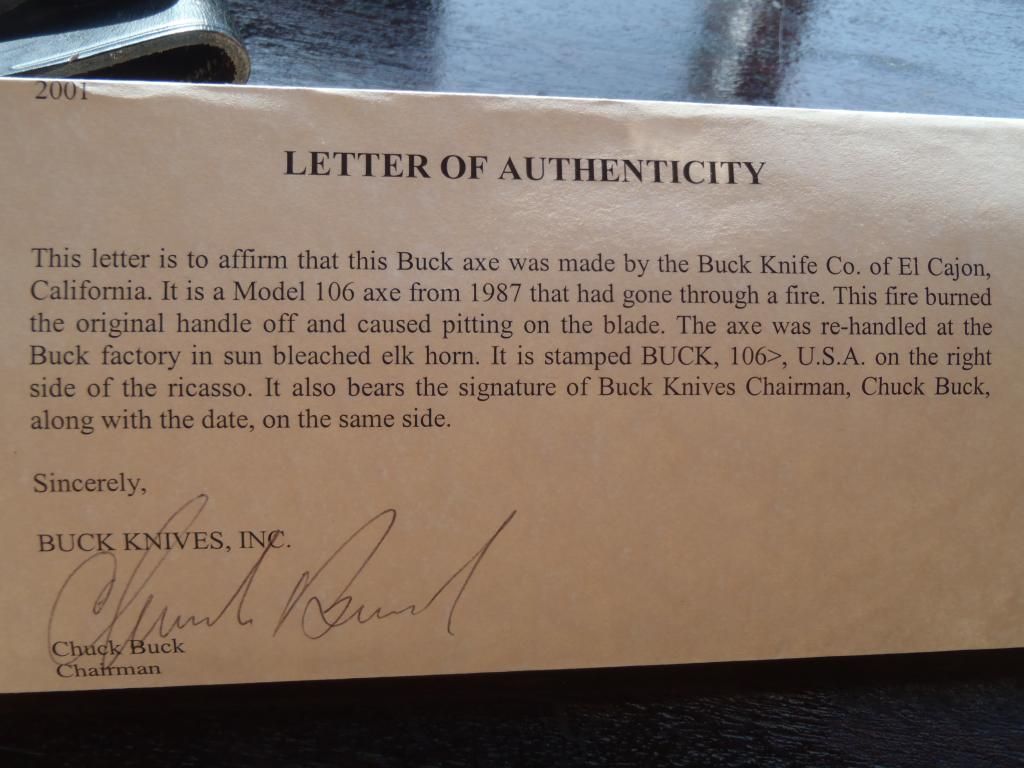 2001
LETTER OF AUTHENTICITY
This letter is to affirm that this Buck axe was made by the Buck Knife Co. of El Cajon,
California. It is a Model 106 axe from 1987 that had gone through a fire. This fire burned
the original handle off and caused pitting on the blade. The axe was re-handled at the
Buck factory in sun bleached elk horn. It is stamped BUCK, 106>, U.S.A. on the right
side of the ricasso. It also bears the signature of Buck Knives Chairman, Chuck Buck,
along with the date, on the same side.
Sincerely,
BUCK KNIVES, INC.
Chuck Buck
Chuck Buck
Chairman